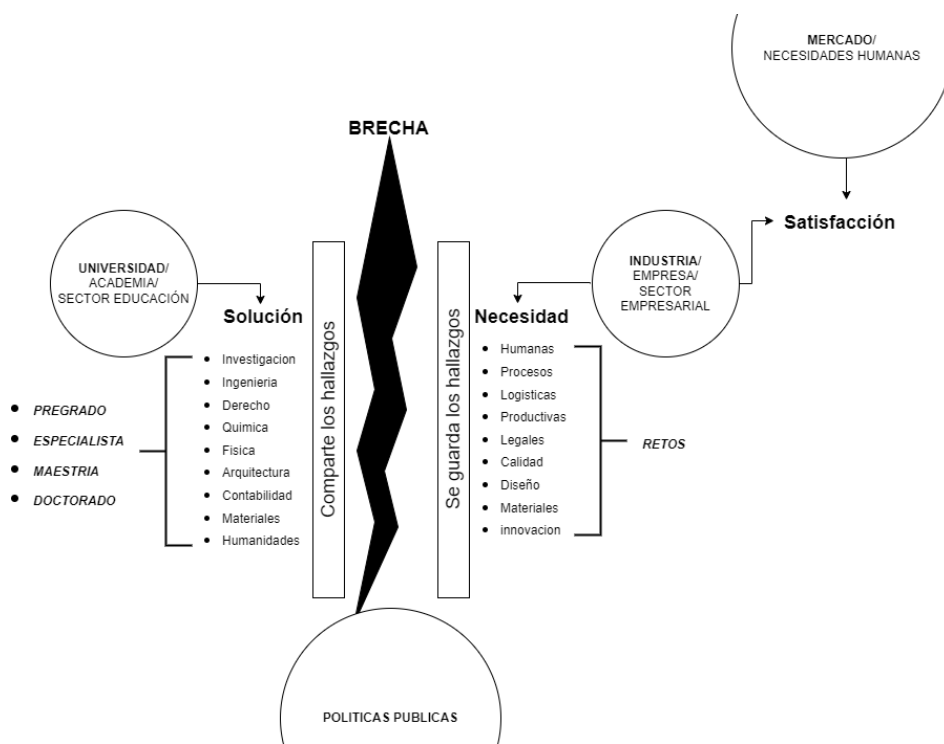 MERCADO/
NECESIDADES HUMANAS
BRECHA
Satisfacción
UNIVERSIDAD/
ACADEMIA/
SECTOR EDUCACIÓN
INDUSTRIA/
EMPRESA/
SECTOR
EMPRESARIAL
Solución
Investigacion
Ingenieria
Derecho
Quimica
Fisica
Arquitectura
Contabilidad
Materiales
Humanidades
PREGRADO
ESPECIALISTA
MAESTRIA
DOCTORADO
Comparte los hallazgos
Se guarda los hallazgos
Necesidad
Humanas
Procesos
Logisticas
Productivas
Legales
Calidad
Diseño
Materiales
innovacion
RETOS
POLITICAS PUBLICAS